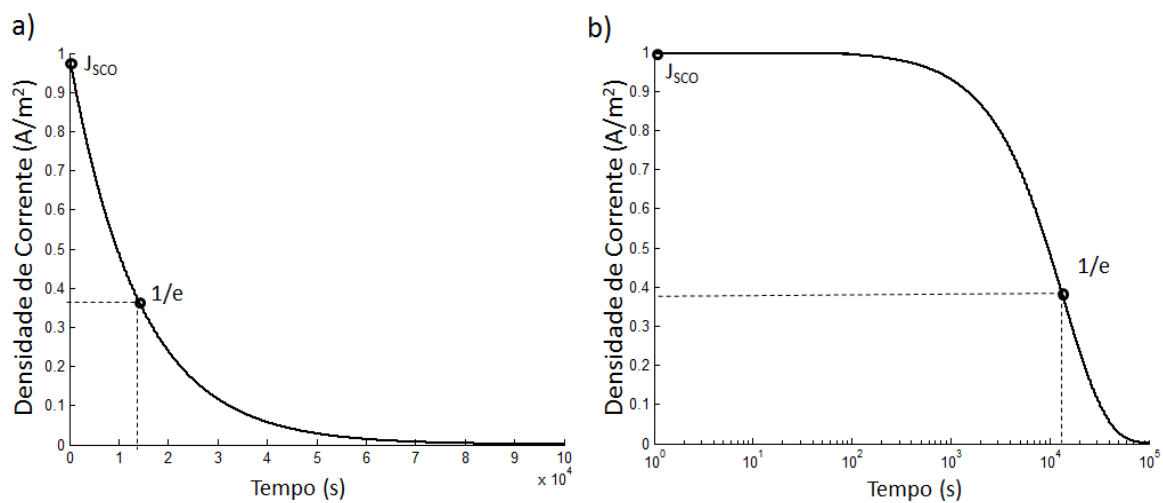 a)
Densidade de Corrente (A/m²)
1
0.9
0.8
0.7
0.6
0.5
0.4
0.3
0.2
0.1
0
J_SCO
1/e
0 1 2 3 4 5 6 7 8 9 10
x 10⁴
Tempo (s)
b)
Densidade de Corrente (A/m²)
1
0.9
0.8
0.7
0.6
0.5
0.4
0.3
0.2
0.1
0
J_SCO
1/e
10⁰ 10¹ 10² 10³ 10⁴ 10⁵
Tempo (s)